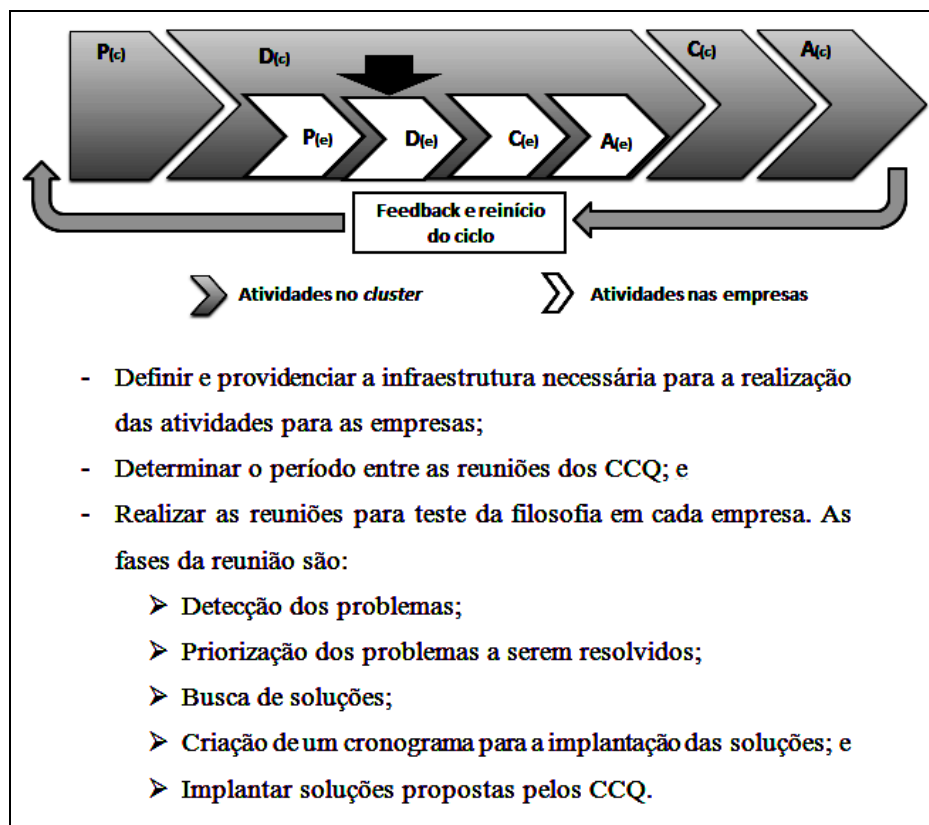 P(c)
D(c)
C(c)
A(c)
P(e)
D(e)
C(e)
A(e)
Feedback e reinício
do ciclo
Atividades no cluster
Atividades nas empresas
- Definir e providenciar a infraestrutura necessária para a realização
das atividades para as empresas;
- Determinar o período entre as reuniões dos CCQ; e
- Realizar as reuniões para teste da filosofia em cada empresa. As
fases da reunião são:
➤ Detecção dos problemas;
➤ Priorização dos problemas a serem resolvidos;
➤ Busca de soluções;
➤ Criação de um cronograma para a implantação das soluções; e
➤ Implantar soluções propostas pelos CCQ.